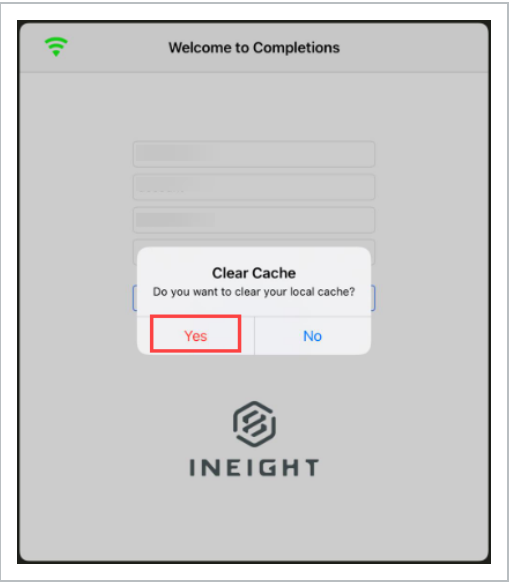 Welcome to Completions
Clear Cache
Do you want to clear your local cache?
Yes No
INEIGHT